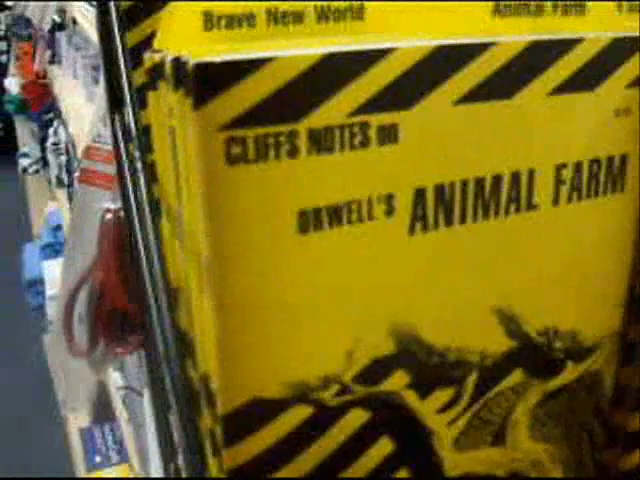 Brave New World
Animal Farm
CLIFFS NOTES on
ORWELL'S ANIMAL FARM